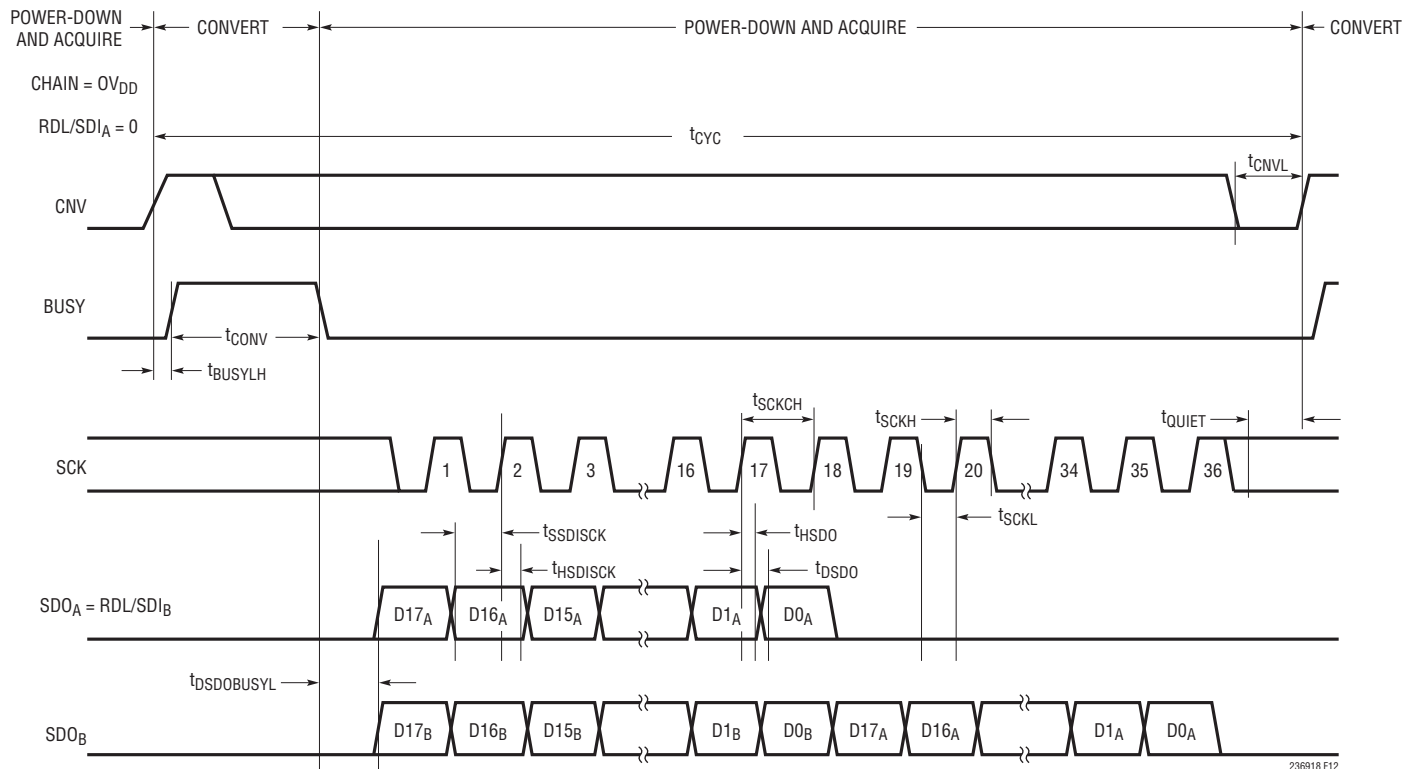 POWER-DOWN
AND ACQUIRE
CONVERT
POWER-DOWN AND ACQUIRE
CONVERT
CHAIN = OVDD
RDL/SDIA = 0
tCYC
tCNVL
CNV
BUSY
tCONV
tBUSYLH
tSCKCH
tSCKH
tQUIET
SCK
1 2 3 16 17 18 19 20 34 35 36
tSSDISCK
tHSDO
tSCKL
tHSDISCK
tDSDO
SDOA = RDL/SDIB
D17A D16A D15A D1A D0A
tDSDOBUSYL
SDOB
D17B D16B D15B D1B D0B D17A D16A D1A D0A
236918 F12